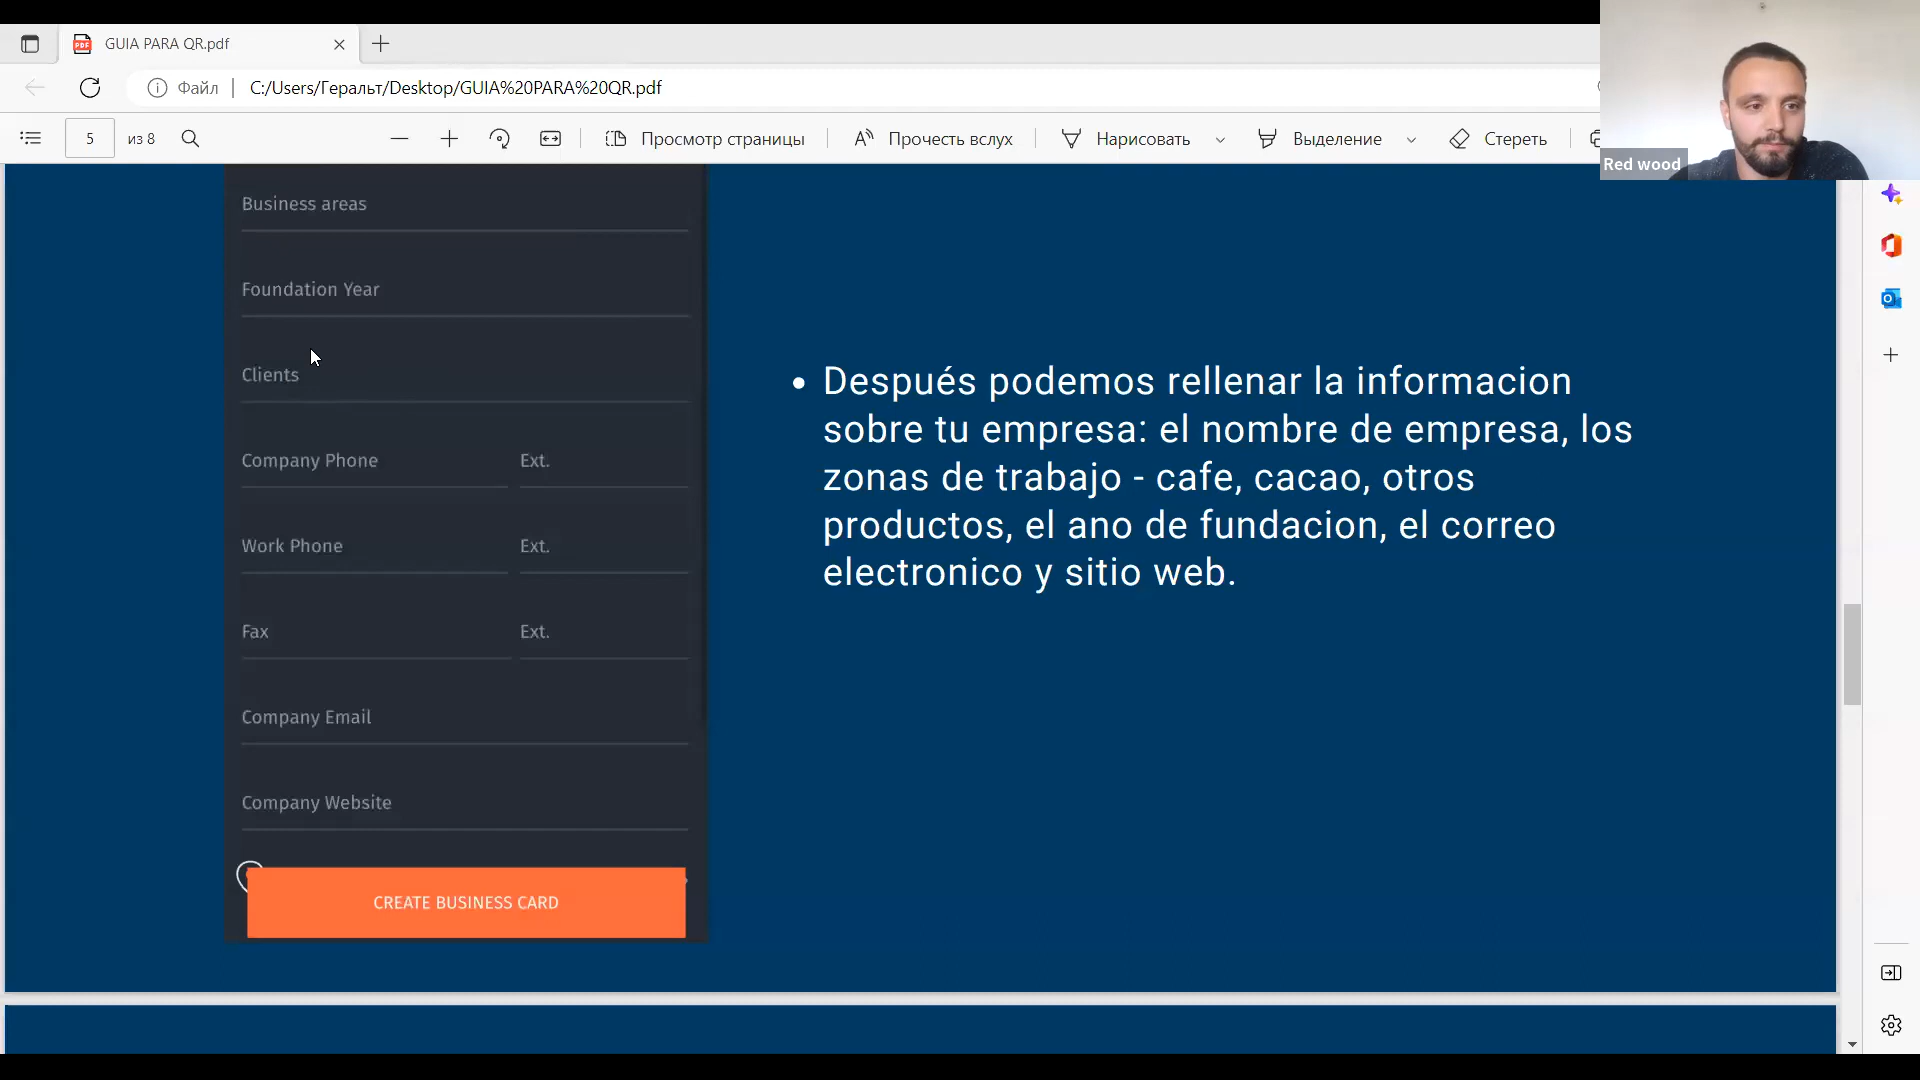 GUIA PARA QR.pdf
Файл
C:/Users/Геральт/Desktop/GUIA%20PARA%20QR.pdf
5 из 8
Просмотр страницы
Прочесть вслух
Нарисовать
Выделение
Стереть
Red wood
Business areas
Foundation Year
Clients
Company Phone Ext.
Work Phone Ext.
Fax Ext.
Company Email
Company Website
CREATE BUSINESS CARD
• Después podemos rellenar la informacion
sobre tu empresa: el nombre de empresa, los
zonas de trabajo - cafe, cacao, otros
productos, el ano de fundacion, el correo
electronico y sitio web.